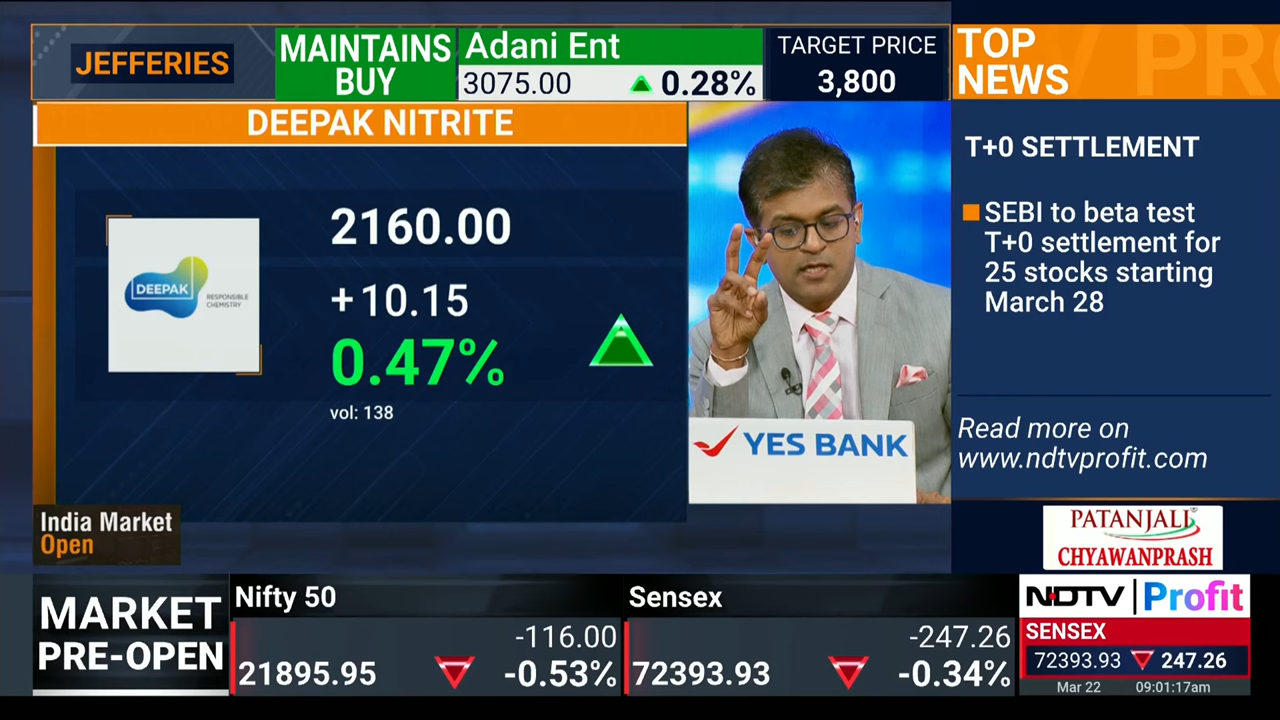 JEFFERIES
MAINTAINS
BUY
Adani Ent
3075.00
0.28%
TARGET PRICE
3,800
TOP
NEWS
DEEPAK NITRITE
DEEPAK
RESPONSIBLE
CHEMISTRY
2160.00
+10.15
0.47%
vol: 138
YES BANK
T+0 SETTLEMENT
SEBI to beta test
T+0 settlement for
25 stocks starting
March 28
Read more on
www.ndtvprofit.com
India Market
Open
PATANJALI
CHYAWANPRASH
MARKET
PRE-OPEN
Nifty 50
-116.00
21895.95
-0.53%
Sensex
-247.26
72393.93
-0.34%
NDTV Profit
SENSEX
72393.93 247.26
Mar 22 09:01:17am